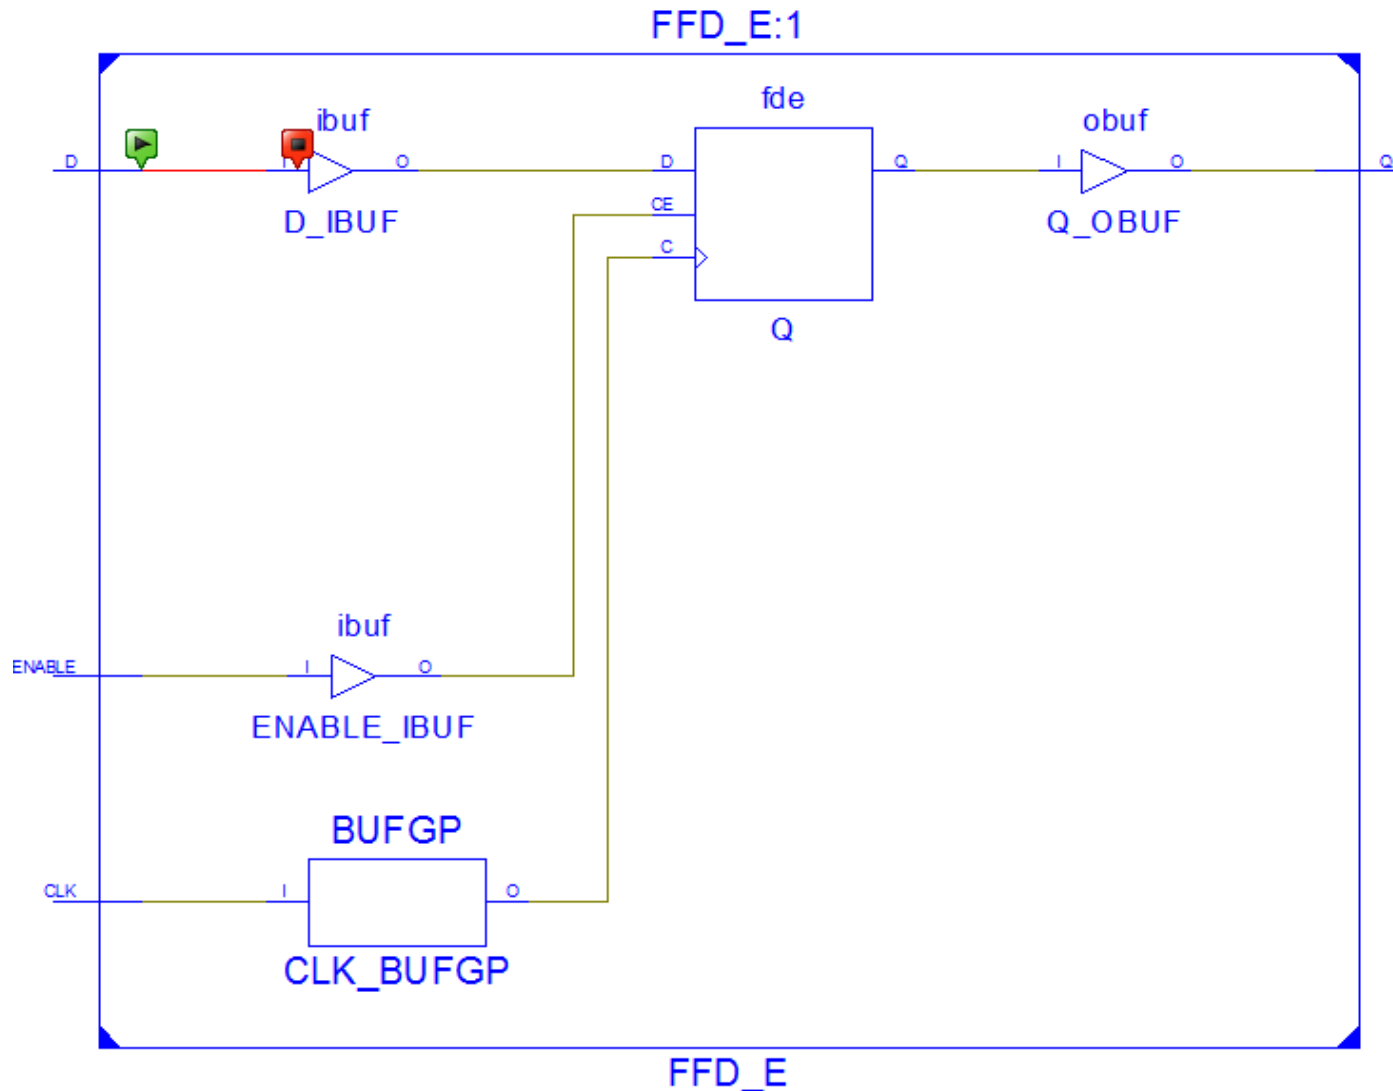 FFD_E:1
fde
ibuf
obuf
D
I
O
D
Q
I
O
Q
CE
D_IBUF
Q_OBUF
C
Q
ibuf
ENABLE
I
O
ENABLE_IBUF
BUFGP
CLK
I
O
CLK_BUFGP
FFD_E